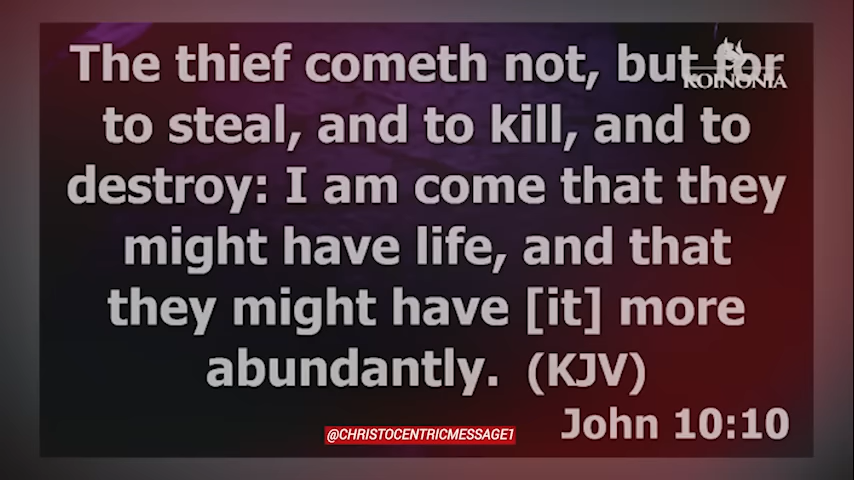 The thief cometh not, but for
KOINONIA
to steal, and to kill, and to
destroy: I am come that they
might have life, and that
they might have [it] more
abundantly. (KJV)
John 10:10
@CHRISTOCENTRICMESSAGE1